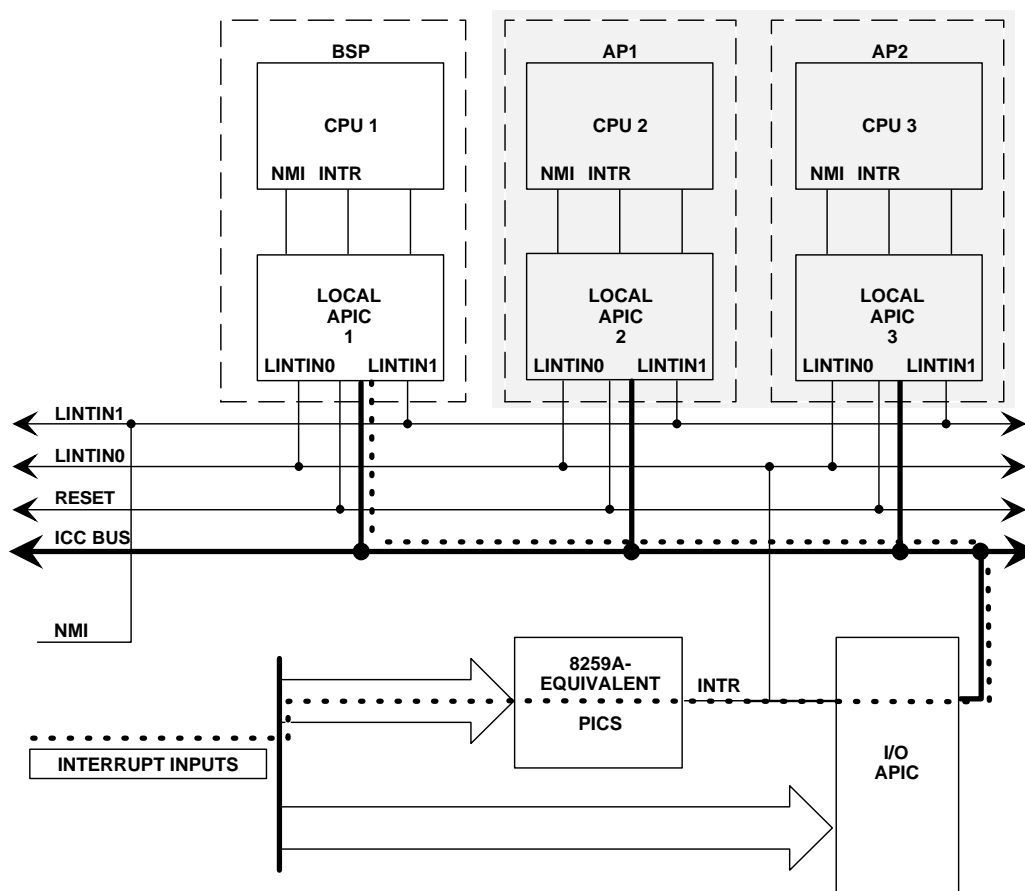 BSP
AP1
AP2
CPU 1
CPU 2
CPU 3
NMI INTR
NMI INTR
NMI INTR
LOCAL
APIC
1
LOCAL
APIC
2
LOCAL
APIC
3
LINTIN0 LINTIN1
LINTIN0 LINTIN1
LINTIN0 LINTIN1
LINTIN1
LINTIN0
RESET
ICC BUS
NMI
8259A-
EQUIVALENT
PICS
INTR
INTERRUPT INPUTS
I/O
APIC